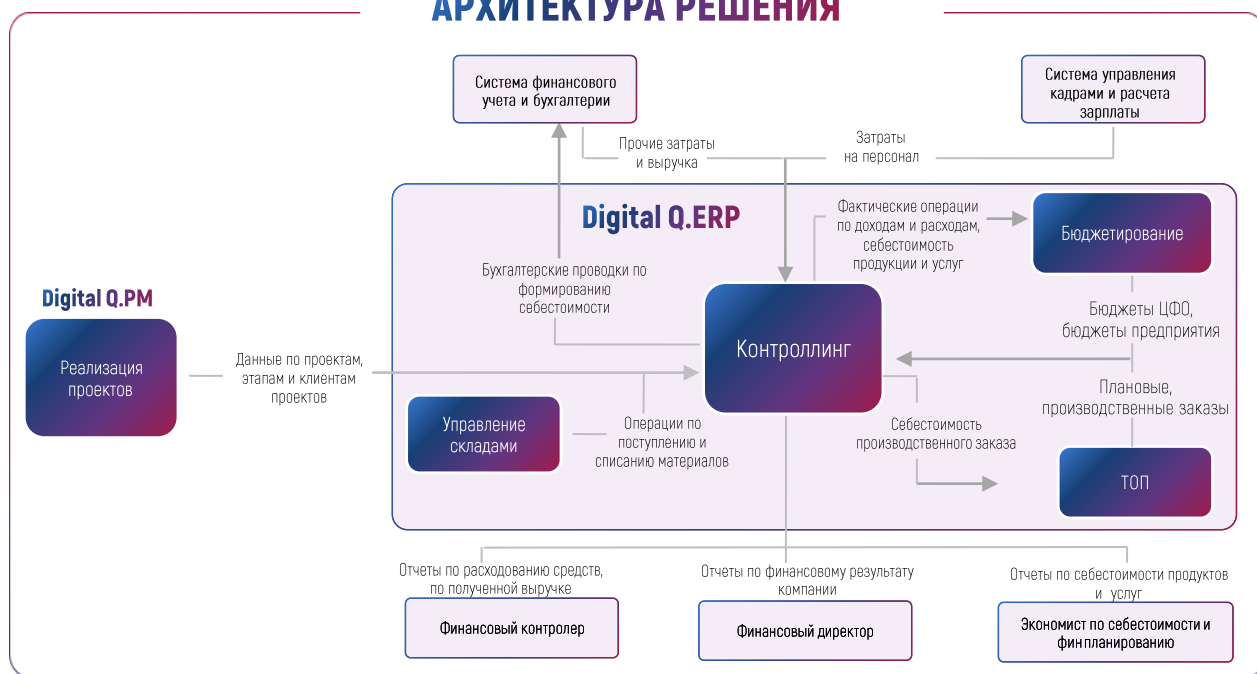 АРХИТЕКТУРА РЕШЕНИЯ
Система финансового
учета и бухгалтерии
Система управления
кадрами и расчета
зарплаты
Прочие затраты
и выручка
Затраты
на персонал
Digital Q.ERP
Фактические операции
по доходам и расходам,
себестоимость
продукции и услуг
Бюджетирование
Бухгалтерские проводки по
формированию
себестоимости
Digital Q.PM
Реализация
проектов
Данные по проектам,
этапам и клиентам
проектов
Контроллинг
Бюджеты ЦФО,
бюджеты предприятия
Плановые,
производственные заказы
Управление
складами
Операции по
поступлению и
списанию материалов
Себестоимость
производственного заказа
ТОП
Отчеты по расходованию средств,
по полученной выручке
Финансовый контролер
Отчеты по финансовому результату
компании
Финансовый директор
Отчеты по себестоимости продуктов
и услуг
Экономист по себестоимости и
финпланированию